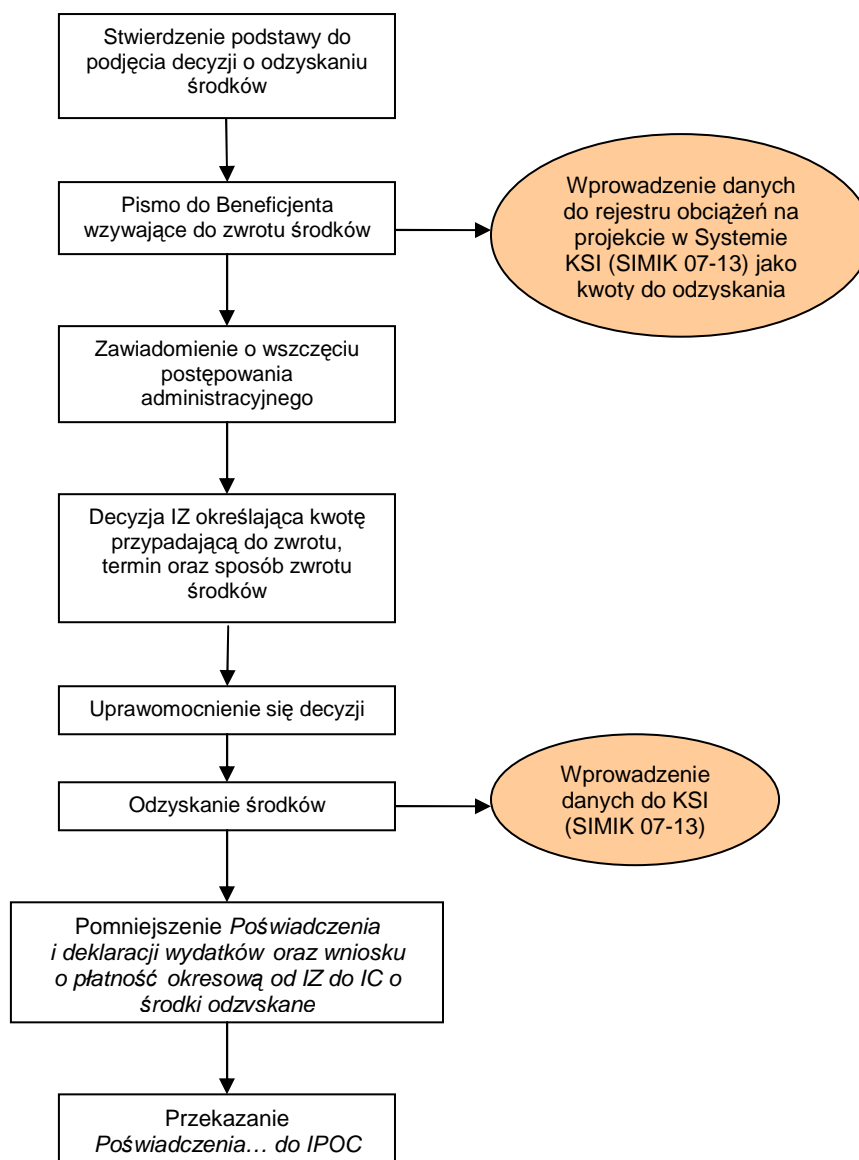 Stwierdzenie podstawy do
podjęcia decyzji o odzyskaniu
środków
Pismo do Beneficjenta
wzywające do zwrotu środków
Wprowadzenie danych
do rejestru obciążeń na
projekcie w Systemie
KSI (SIMIK 07-13) jako
kwoty do odzyskania
Zawiadomienie o wszczęciu
postępowania
administracyjnego
Decyzja IZ określająca kwotę
przypadającą do zwrotu,
termin oraz sposób zwrotu
środków
Uprawomocnienie się decyzji
Odzyskanie środków
Wprowadzenie
danych do KSI
(SIMIK 07-13)
Pomniejszenie Poświadczenia
i deklaracji wydatków oraz wniosku
o płatność okresową od IZ do IC o
środki odzyskane
Przekazanie
Poświadczenia… do IPOC